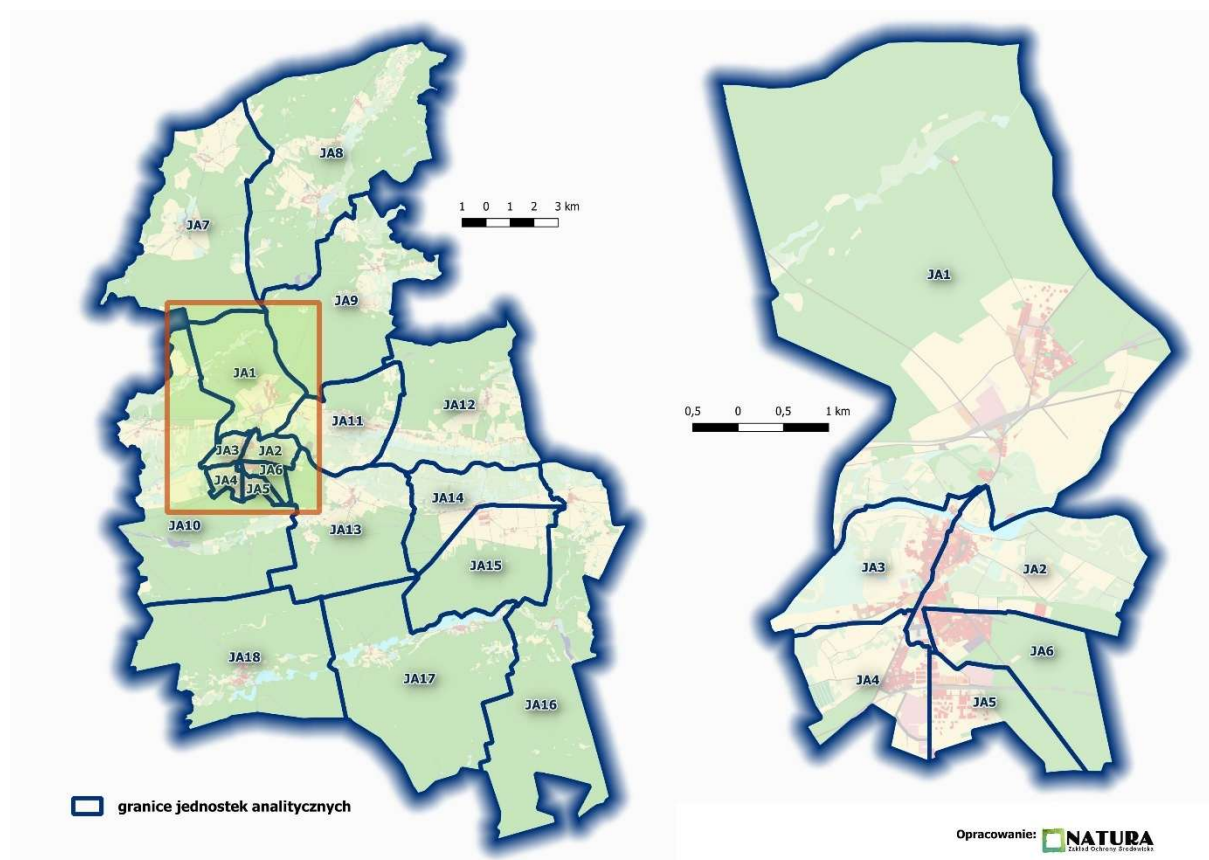 JA8
JA7
1 0 1 2 3 km
JA9
JA1
JA12
JA11
JA3 JA2
JA6
JA4
JA5
JA14
JA10
JA13
JA15
JA18
JA17
JA16
granice jednostek analitycznych
JA1
0,5 0 0,5 1 km
JA3
JA2
JA6
JA4
JA5
Opracowanie: NATURA
Zakład Ochrony Środowiska